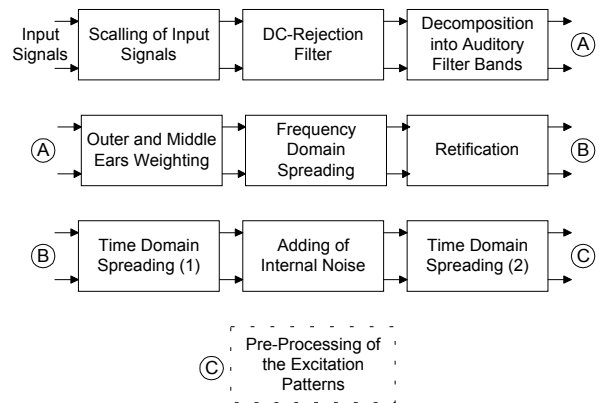 Input
Signals
Scalling of Input
Signals
DC-Rejection
Filter
Decomposition
into Auditory
Filter Bands
A
A
Outer and Middle
Ears Weighting
Frequency
Domain
Spreading
Retification
B
B
Time Domain
Spreading (1)
Adding of
Internal Noise
Time Domain
Spreading (2)
C
C
Pre-Processing of
the Excitation
Patterns